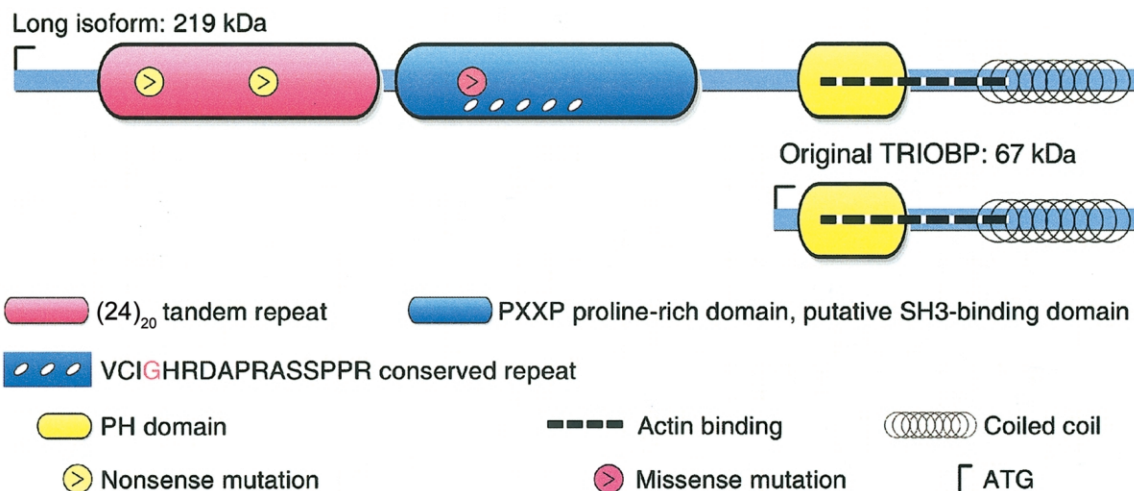 Long isoform: 219 kDa
Original TRIOBP: 67 kDa
(24)₂₀ tandem repeat
PXXP proline-rich domain, putative SH3-binding domain
VCIGHRDAPRASSPPR conserved repeat
PH domain
Actin binding
Coiled coil
Nonsense mutation
Missense mutation
ATG